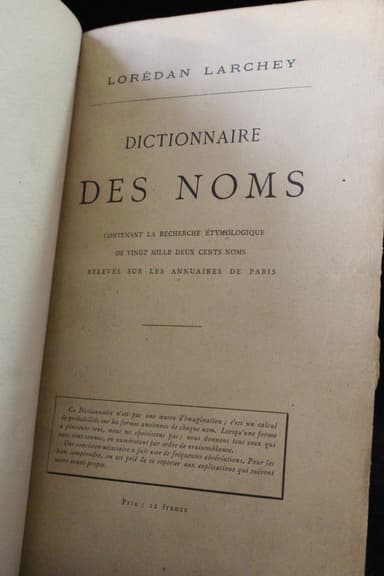 LORÉDAN LARCHEY
DICTIONNAIRE
DES NOMS
CONTENANT LA RECHERCHE ÉTYMOLOGIQUE
DE VINGT MILLE DEUX CENTS NOMS
RELEVÉS SUR LES ANNUAIRES DE PARIS
Ce Dictionnaire n'est pas une œuvre d'imagination ; c'est un calcul
de probabilités sur les formes anciennes de chaque nom. Lorsqu'une forme
a plusieurs sens, nous ne choisissons pas ; nous donnons tous ceux qui
nous sont connus, en numérotant par ordre de vraisemblance.
Une concision nécessaire a fait user de fréquentes abréviations. Pour les
bien comprendre, on est prié de se reporter aux explications qui suivent
notre avant-propos.
Prix : 12 francs